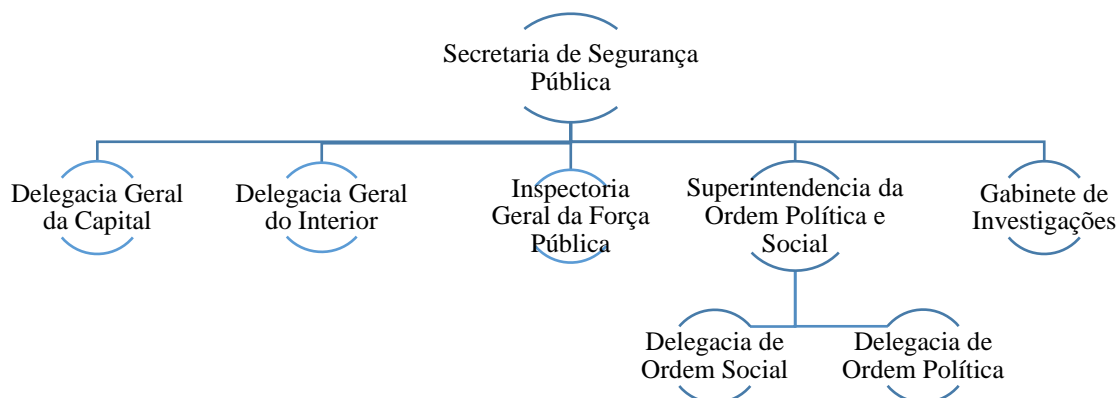 Secretaria de Segurança
Pública
Delegacia Geral
da Capital
Delegacia Geral
do Interior
Inspectoria
Geral da Força
Pública
Superintendencia da
Ordem Política e
Social
Gabinete de
Investigações
Delegacia de
Ordem Social
Delegacia de
Ordem Política